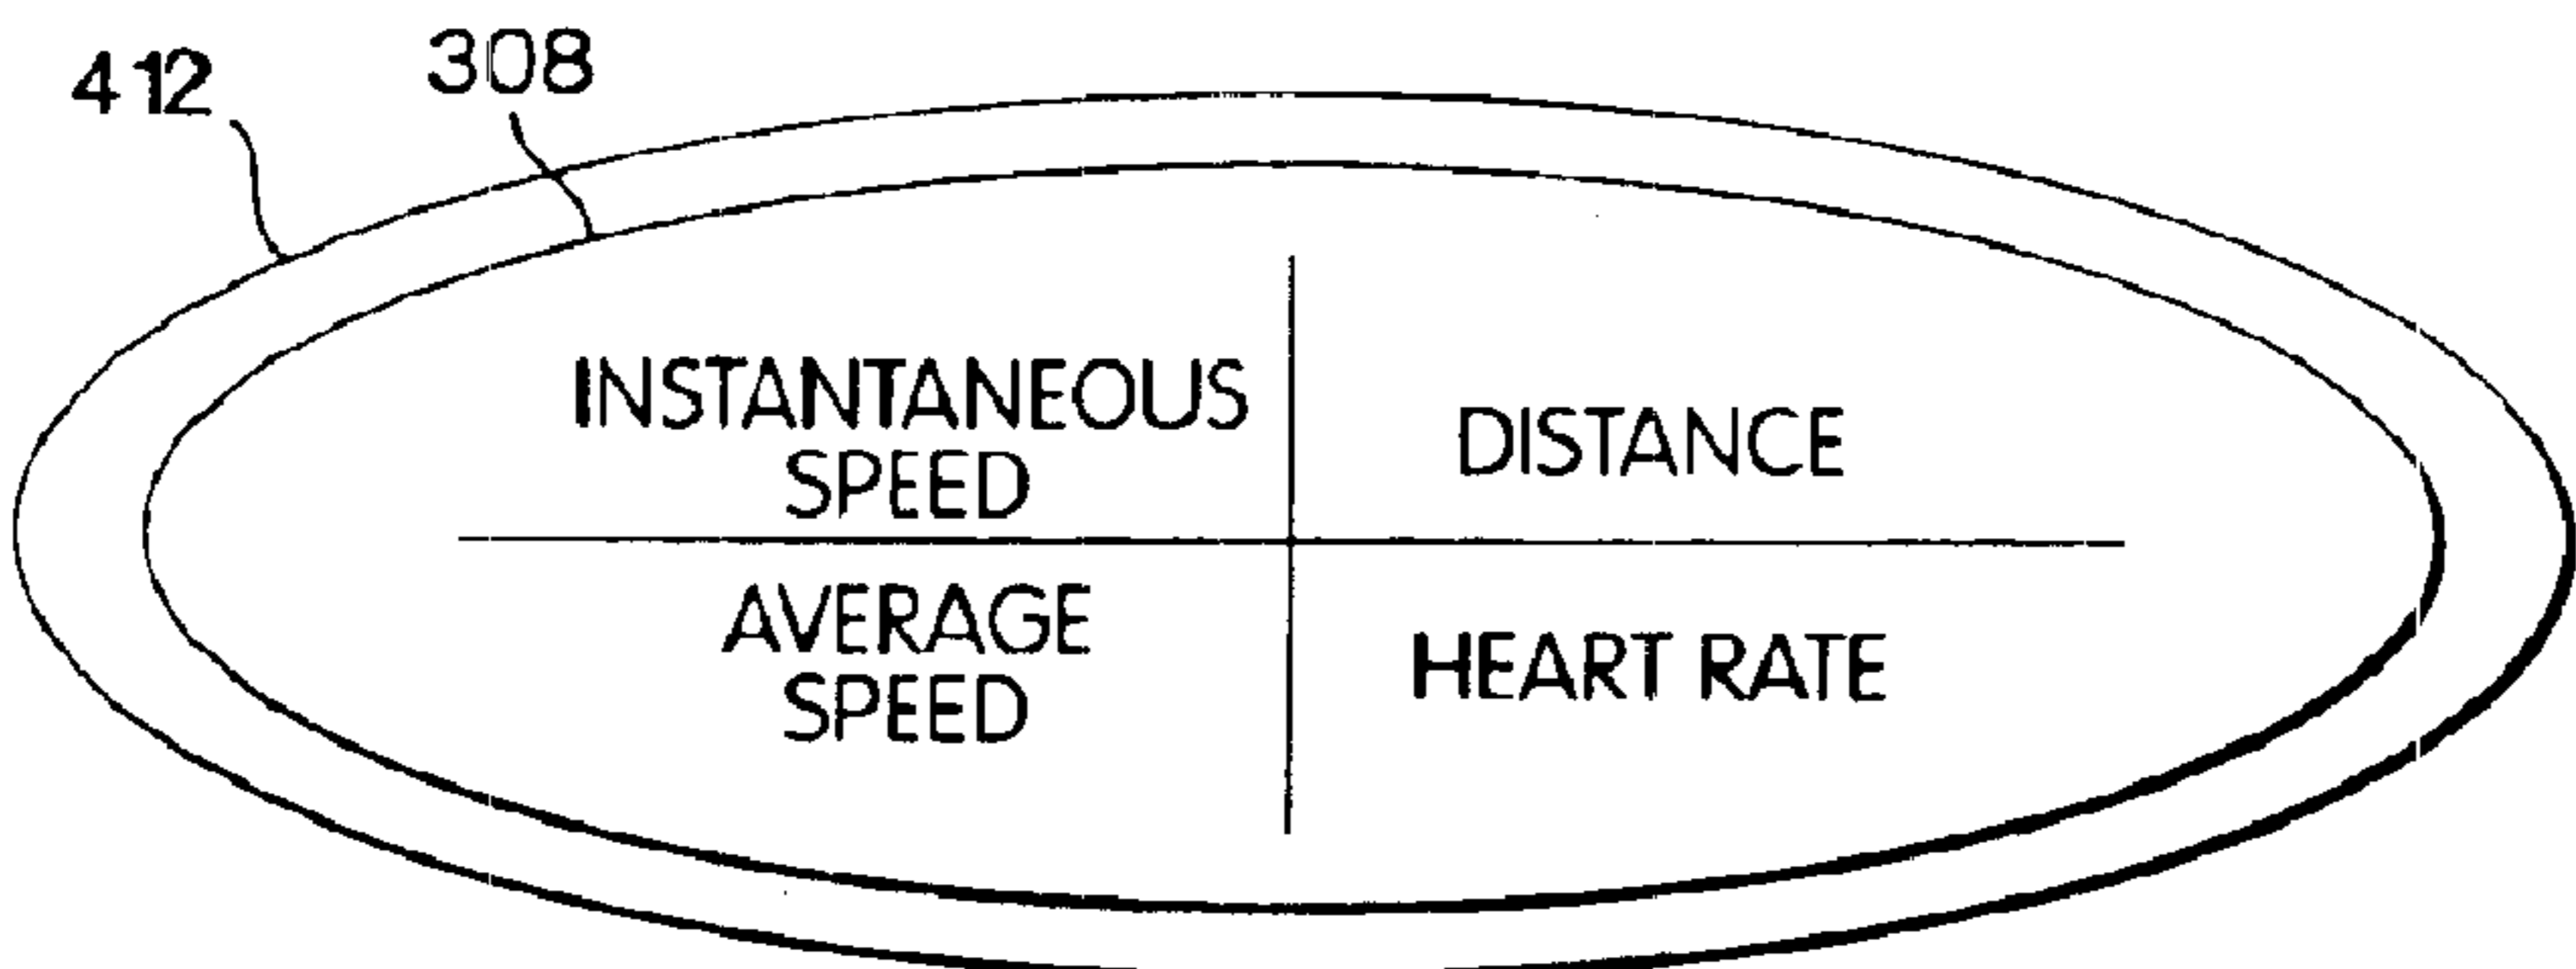 412
308
INSTANTANEOUS
SPEED
DISTANCE
AVERAGE
SPEED
HEART RATE